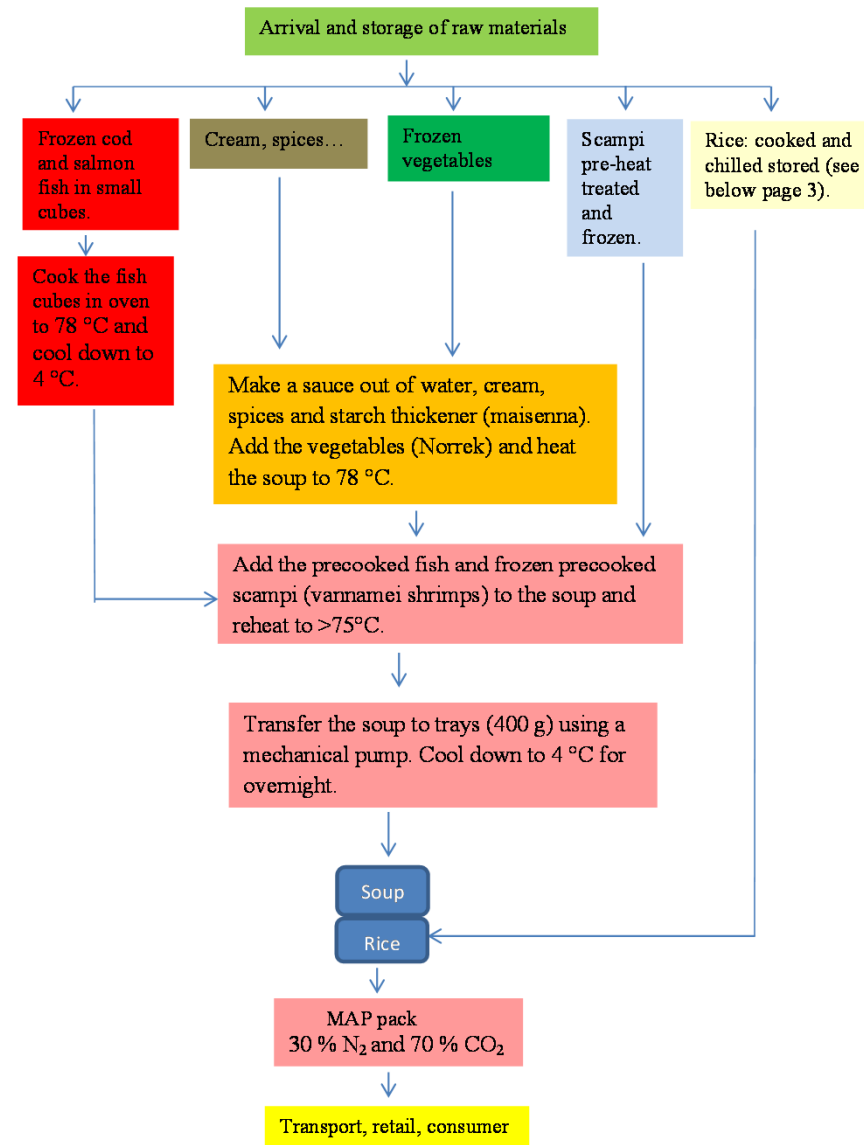 Arrival and storage of raw materials
Frozen cod
and salmon
fish in small
cubes.
Cream, spices…
Frozen
vegetables
Scampi
pre-heat
treated
and
frozen.
Rice: cooked and
chilled stored (see
below page 3).
Cook the fish
cubes in oven
to 78 °C and
cool down to
4 °C.
Make a sauce out of water, cream,
spices and starch thickener (maisenna).
Add the vegetables (Norrek) and heat
the soup to 78 °C.
Add the precooked fish and frozen precooked
scampi (vannamei shrimps) to the soup and
reheat to >75°C.
Transfer the soup to trays (400 g) using a
mechanical pump. Cool down to 4 °C for
overnight.
Soup
Rice
MAP pack
30 % N₂ and 70 % CO₂
Transport, retail, consumer